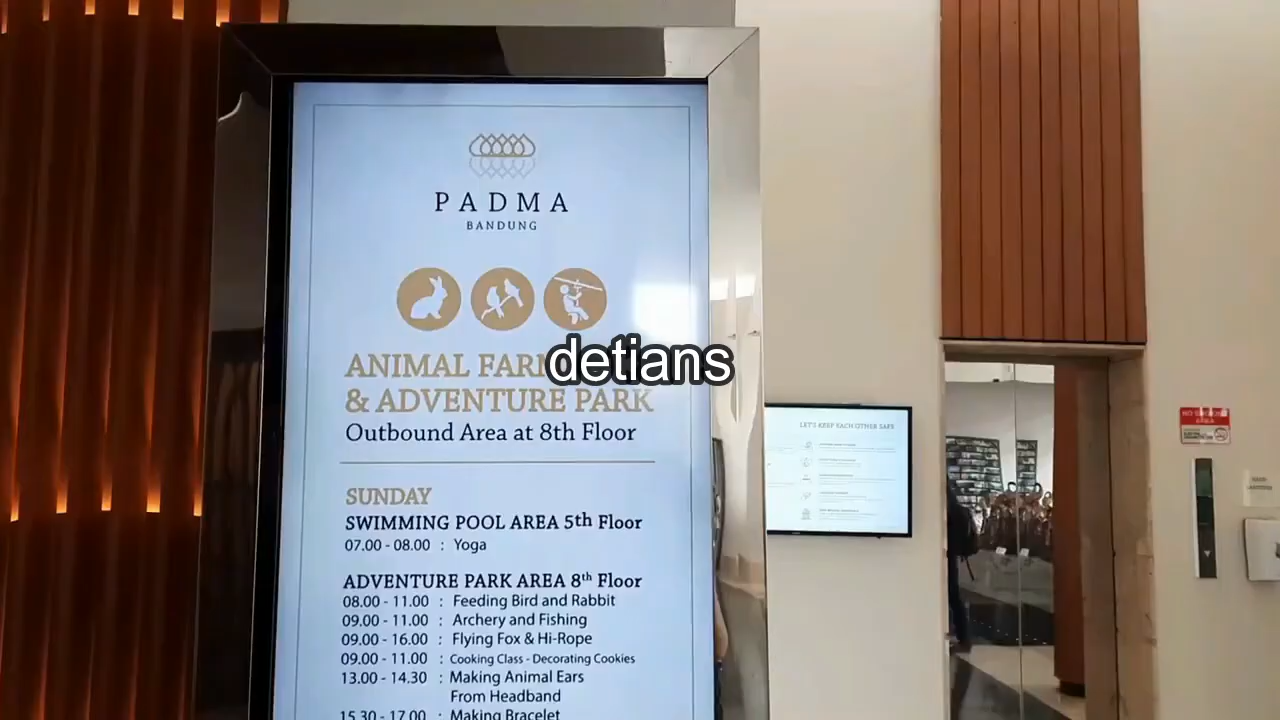 PADMA
BANDUNG
ANIMAL FARM
& ADVENTURE PARK
Outbound Area at 8th Floor
detians
SUNDAY
SWIMMING POOL AREA 5th Floor
07.00 - 08.00 : Yoga
ADVENTURE PARK AREA 8th Floor
08.00 - 11.00 : Feeding Bird and Rabbit
09.00 - 11.00 : Archery and Fishing
09.00 - 16.00 : Flying Fox & Hi-Rope
09.00 - 11.00 : Cooking Class - Decorating Cookies
13.00 - 14.30 : Making Animal Ears
From Headband
15.30 - 17.00 : Making Bracelet
LET'S KEEP EACH OTHER SAFE
NO SMOKING
AREA